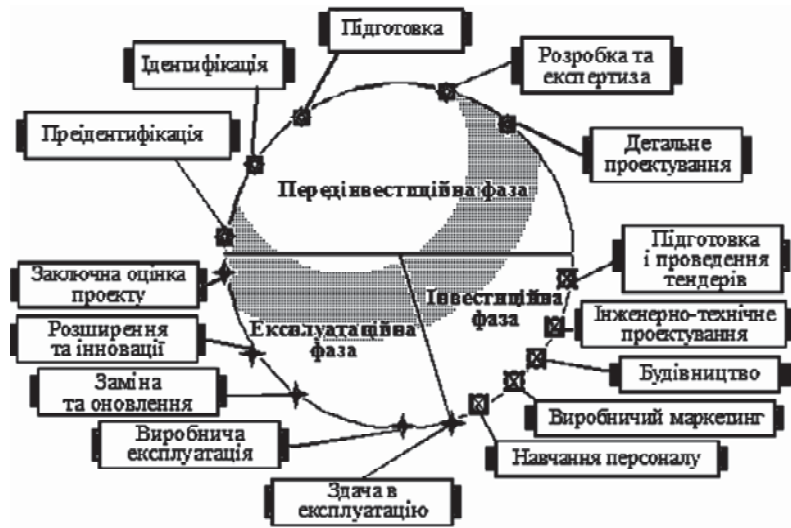 Підготовка
Ідентифікація
Розробка та
експертиза
Преідентифікація
Детальне
проектування
Передінвестиційна фаза
Підготовка
і проведення
тендерів
Заключна оцінка
проекту
Інвестиційна
фаза
Експлуатаційна
фаза
Інженерно-технічне
проектування
Розширення
та інновації
Будівництво
Заміна
та оновлення
Виробничий маркетинг
Виробнича
експлуатація
Навчання персоналу
Здача в
експлуатацію